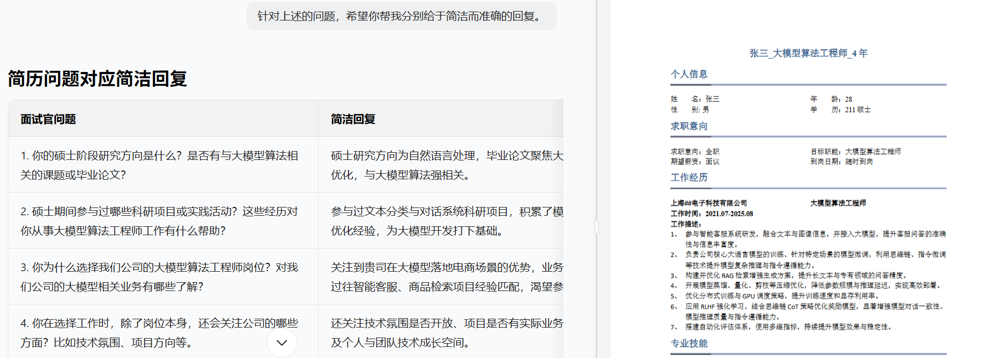 针对上述的问题，希望你帮我分别给于简洁而准确的回复。
简历问题对应简洁回复
面试官问题
简洁回复
1. 你的硕士阶段研究方向是什么？是否有与大模型算法相
关的课题或毕业论文？
硕士研究方向为自然语言处理，毕业论文聚焦大
优化，与大模型算法强相关。
2. 硕士期间参与过哪些科研项目或实践活动？这些经历对
你从事大模型算法工程师工作有什么帮助？
参与过文本分类与对话系统科研项目，积累了模
优化经验，为大模型开发打下基础。
3. 你为什么选择我们公司的大模型算法工程师岗位？对我
们公司的大模型相关业务有哪些了解？
关注到贵司在大模型落地电商场景的优势，业务
过往智能客服、商品检索项目经验匹配，渴望参
4. 你在选择工作时，除了岗位本身，还会关注公司的哪些
方面？比如技术氛围、项目方向等。
还关注技术氛围是否开放、项目是否有实际业务
及个人与团队技术成长空间。
张三_大模型算法工程师_4 年
个人信息
姓 名：张三
年 龄：28
性 别: 男
学 历：211 硕士
求职意向
求职意向：全职
目标职能：大模型算法工程师
期望薪资：面议
到岗日期：随时到岗
工作经历
上海##电子科技有限公司
大模型算法工程师
工作时间：2021.07-2025.08
工作描述：
1、 参与智能客服系统研发，融合文本与图像信息，并接入大模型，提升客服问答的准确
性与信息丰富度。
2、 负责公司核心大语言模型的训练、针对特定场景的模型微调，利用思维链、指令微调
等技术提升模型复杂推理与指令遵循能力。
3、 构建并优化 RAG 检索增强生成方案，提升长文本与专有领域的问答精度。
4、 开展模型蒸馏、量化、剪枝等压缩优化，降低参数规模与推理延迟，实现高效部署。
5、 优化分布式训练与 GPU 调度策略，提升训练速度和显存利用率。
6、 应用 RLHF 强化学习，结合思维链 CoT 策略优化奖励模型，显著增强模型对话一致性、
模型推理质量与指令遵循能力。
7、 搭建自动化评估体系，使用多维指标，持续提升模型效果与稳定性。
专业技能